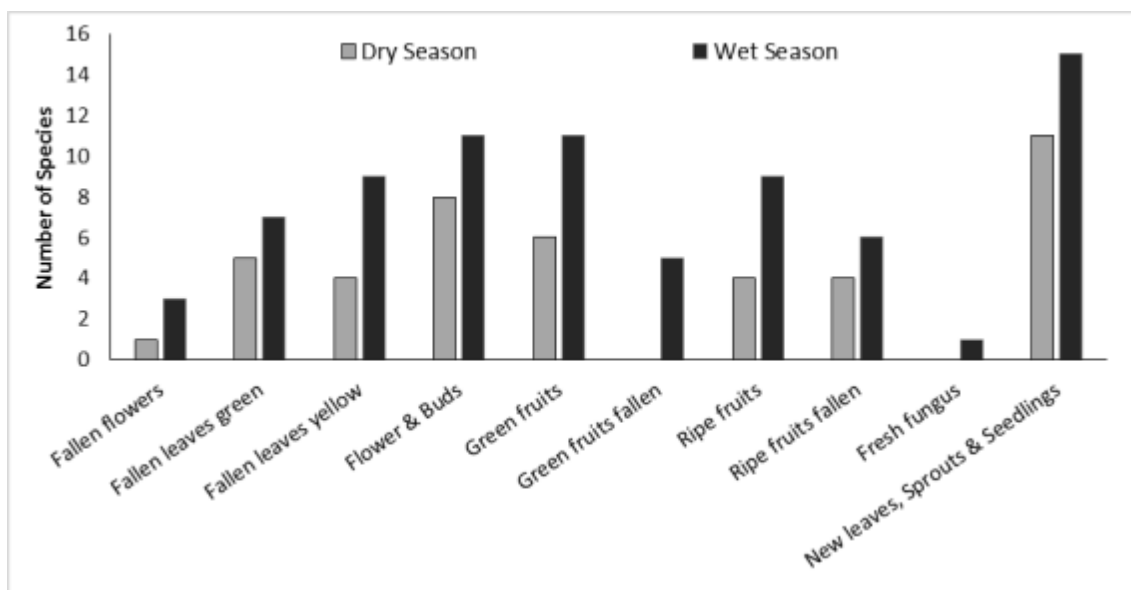 16
Dry Season
Wet Season
14
12
10
8
6
4
2
0
Number of Species
Fallen flowers
Fallen leaves green
Fallen leaves yellow
Flower & Buds
Green fruits
Green fruits fallen
Ripe fruits
Ripe fruits fallen
Fresh fungus
New leaves, Sprouts & Seedlings